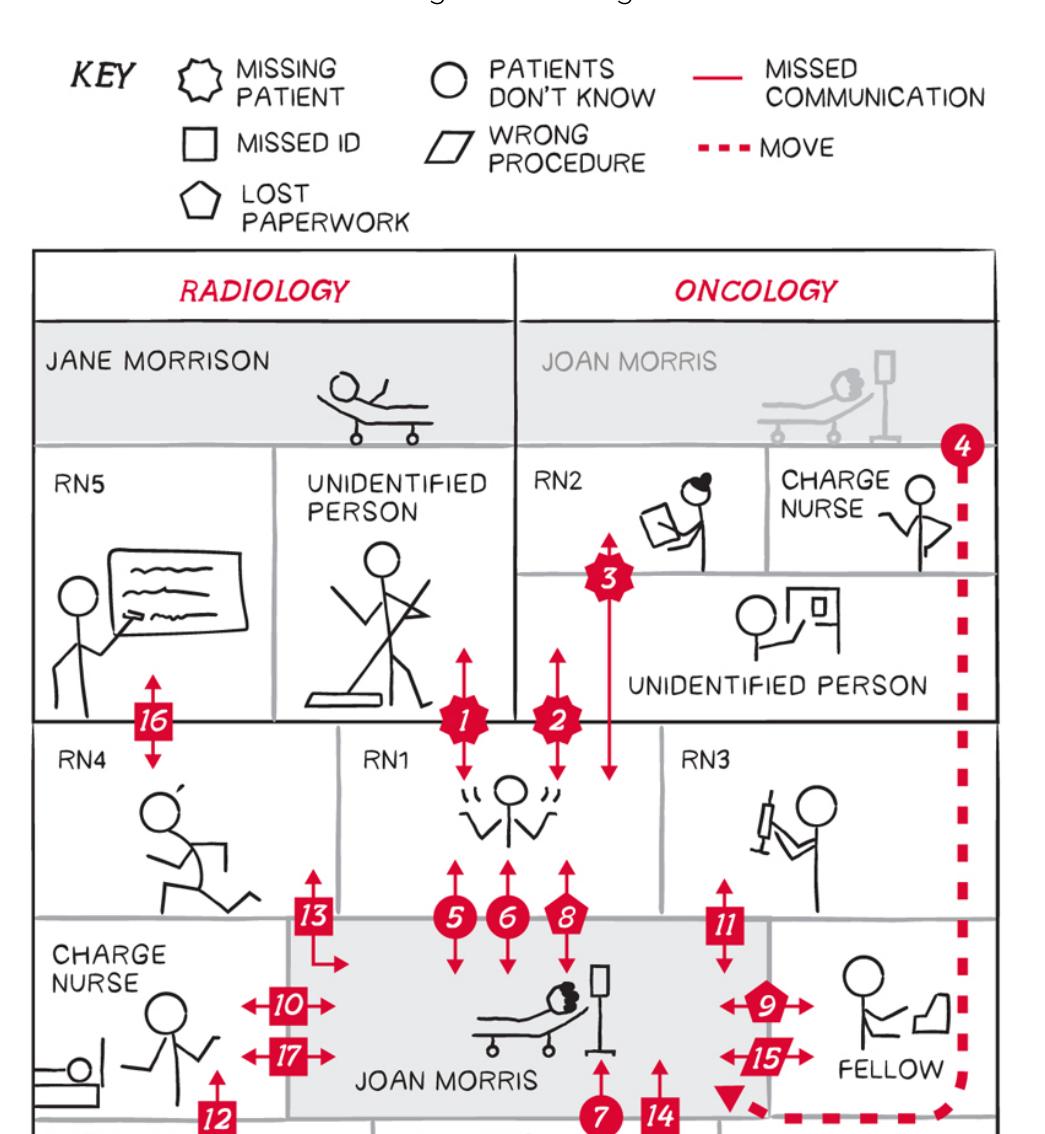 KEY
MISSING
PATIENT
PATIENTS
DON'T KNOW
MISSED
COMMUNICATION
MISSED ID
WRONG
PROCEDURE
MOVE
LOST
PAPERWORK
RADIOLOGY
ONCOLOGY
JANE MORRISON
JOAN MORRIS
4
RN5
UNIDENTIFIED
PERSON
RN2
CHARGE
NURSE
3
UNIDENTIFIED PERSON
16
1
2
RN4
RN1
RN3
13
5
6
8
11
CHARGE
NURSE
10
9
17
15
FELLOW
JOAN MORRIS
12
7
14